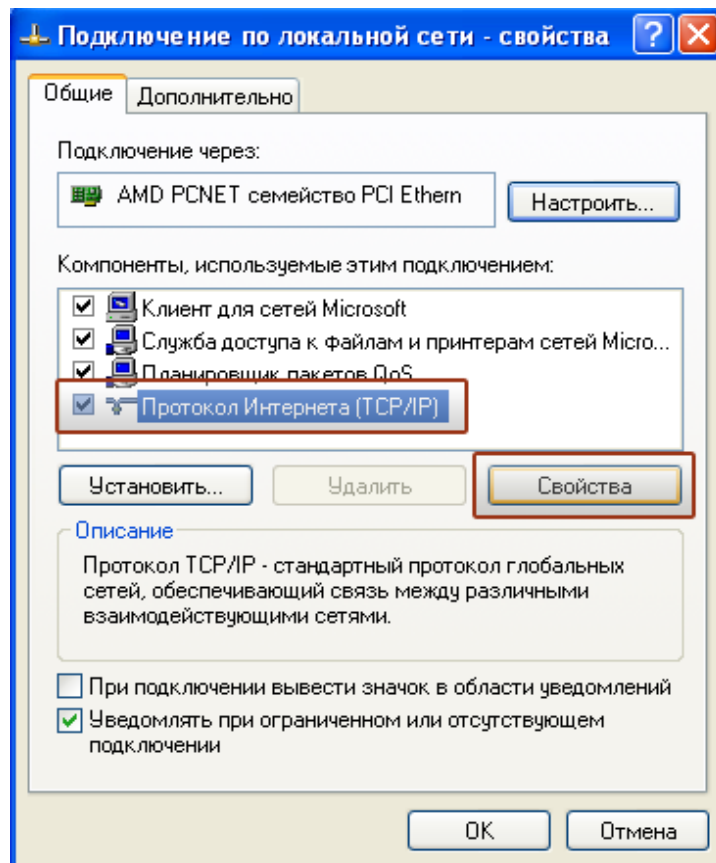 Подключение по локальной сети - свойства
Общие
Дополнительно
Подключение через:
AMD PCNET семейство PCI Ethern
Настроить...
Компоненты, используемые этим подключением:
Клиент для сетей Microsoft
Служба доступа к файлам и принтерам сетей Micro...
Планировщик пакетов QoS
Протокол Интернета (TCP/IP)
Установить...
Удалить
Свойства
Описание
Протокол TCP/IP - стандартный протокол глобальных
сетей, обеспечивающий связь между различными
взаимодействующими сетями.
При подключении вывести значок в области уведомлений
Уведомлять при ограниченном или отсутствующем
подключении
OK
Отмена